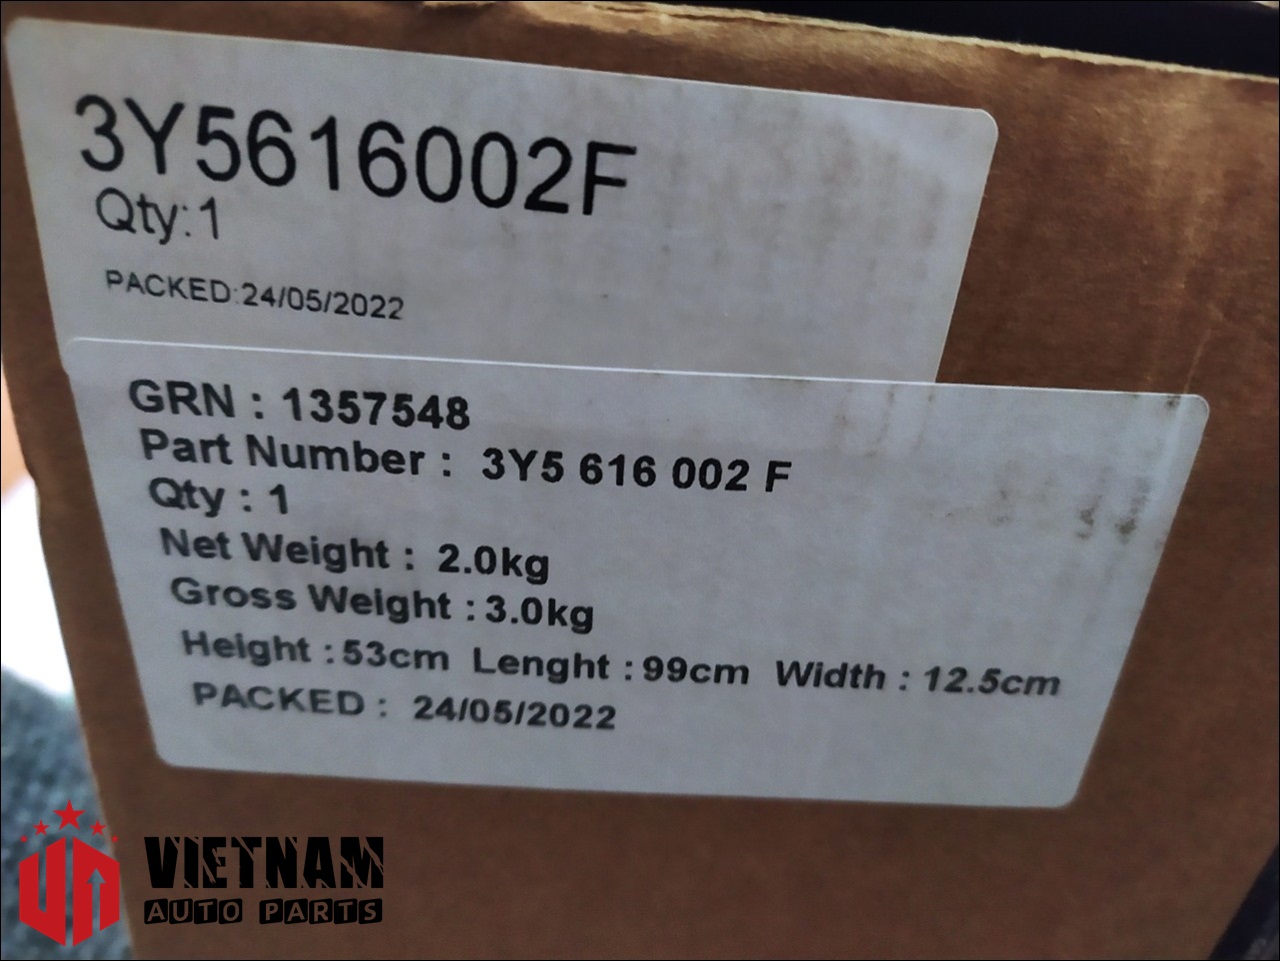 3Y5616002F
Qty:1
PACKED:24/05/2022
GRN : 1357548
Part Number : 3Y5 616 002 F
Qty : 1
Net Weight : 2.0kg
Gross Weight : 3.0kg
Height : 53cm Lenght : 99cm Width : 12.5cm
PACKED : 24/05/2022
VIETNAM
AUTO PARTS